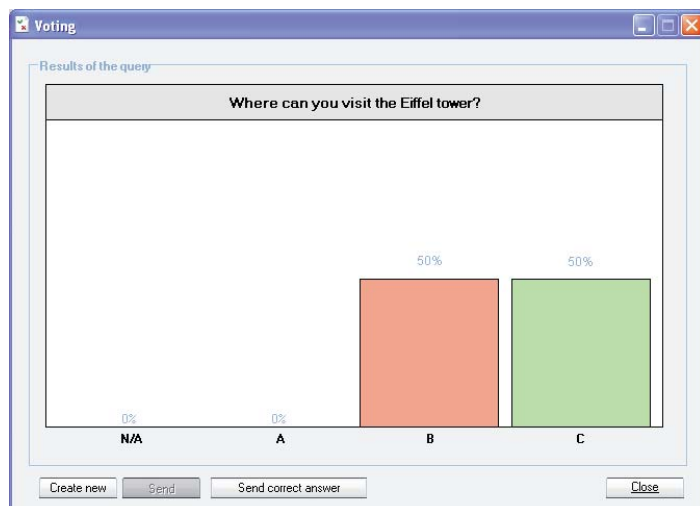 Voting
Results of the query
Where can you visit the Eiffel tower?
50% 50%
0% 0%
N/A A B C
Create new Send Send correct answer Close